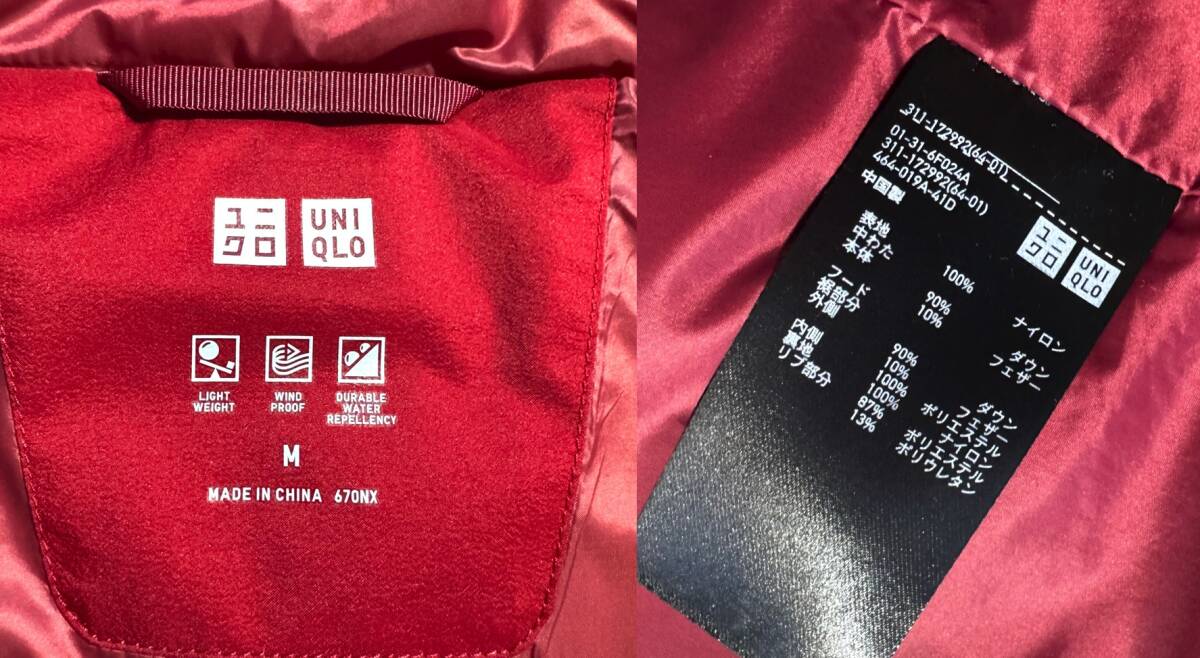 ユニ
クロ
UNI
QLO
LIGHT
WEIGHT
WIND
PROOF
DURABLE
WATER
REPELLENCY
M
MADE IN CHINA 670NX
311-172992(64-01)
01-31-6F024A
311-172992(64-01)
464-019A-41D
中国製
ユニ
クロ
UNI
QLO
表地 100% ナイロン
中わた
本体 90% ダウン
10% フェザー
フード
裾部分
外側 90% ダウン
10% フェザー
内側 100% ポリエステル
裏地 100% ナイロン
リブ部分 87% ポリエステル
13% ポリウレタン